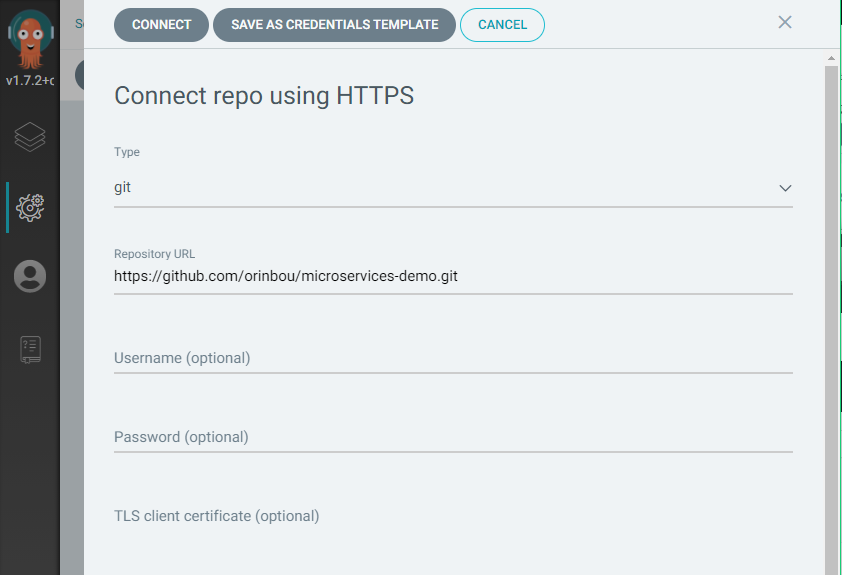 CONNECT
SAVE AS CREDENTIALS TEMPLATE
CANCEL
v1.7.2+
Connect repo using HTTPS
Type
git
Repository URL
https://github.com/orinbou/microservices-demo.git
Username (optional)
Password (optional)
TLS client certificate (optional)